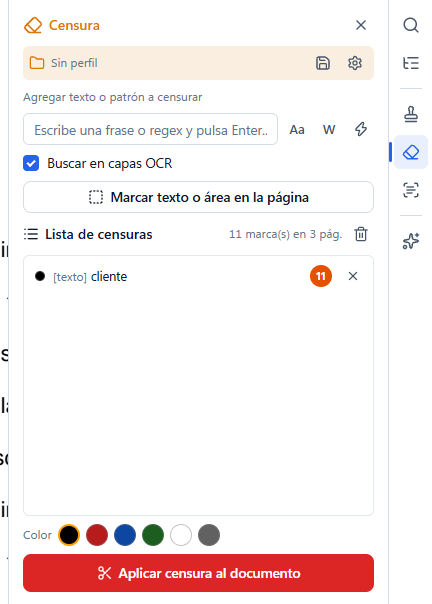 Censura
Sin perfil
Agregar texto o patrón a censurar
Escribe una frase o regex y pulsa Enter..
Aa
W
Buscar en capas OCR
Marcar texto o área en la página
Lista de censuras
11 marca(s) en 3 pág.
[texto] cliente
11
Color
Aplicar censura al documento